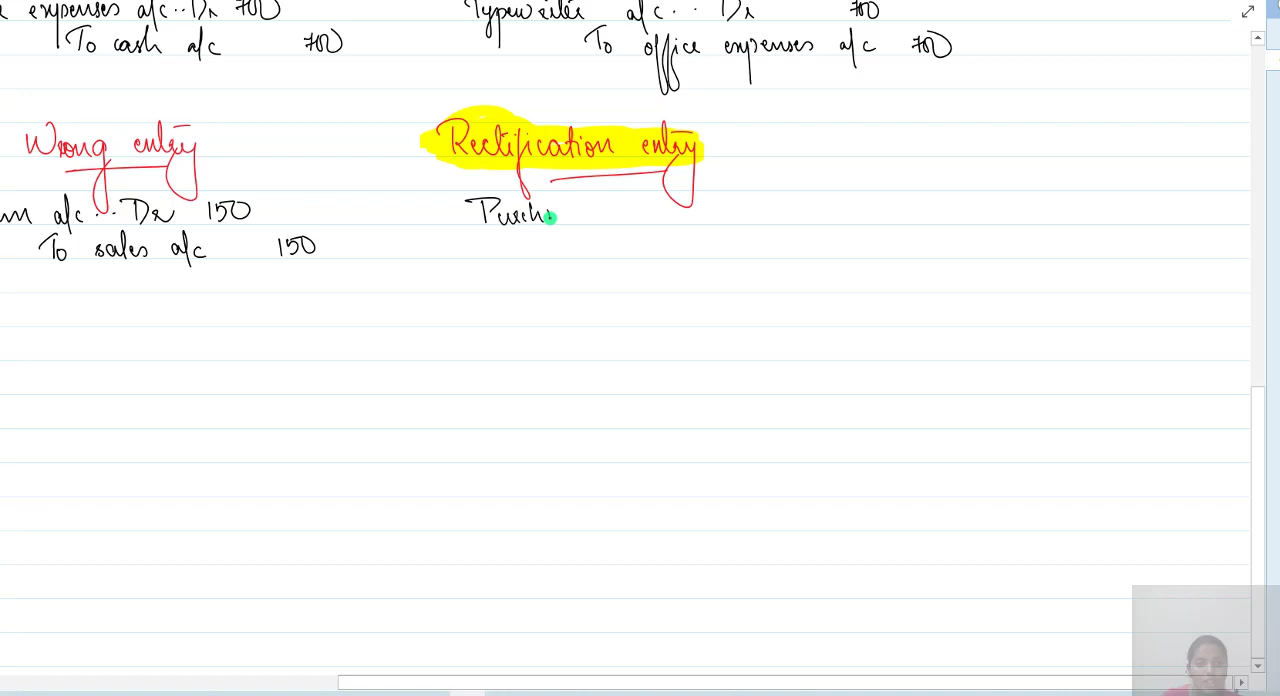 expenses a/c .. Dr 700 Typewriter a/c . . . Dr 700
To cash a/c 700 To office expenses a/c 700
Wrong entry Rectification entry
a/c . . . Dr 150 Purch
To sales a/c 150